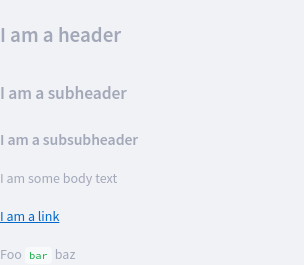 I am a header
I am a subheader
I am a subsubheader
I am some body text
I am a link
Foo bar baz